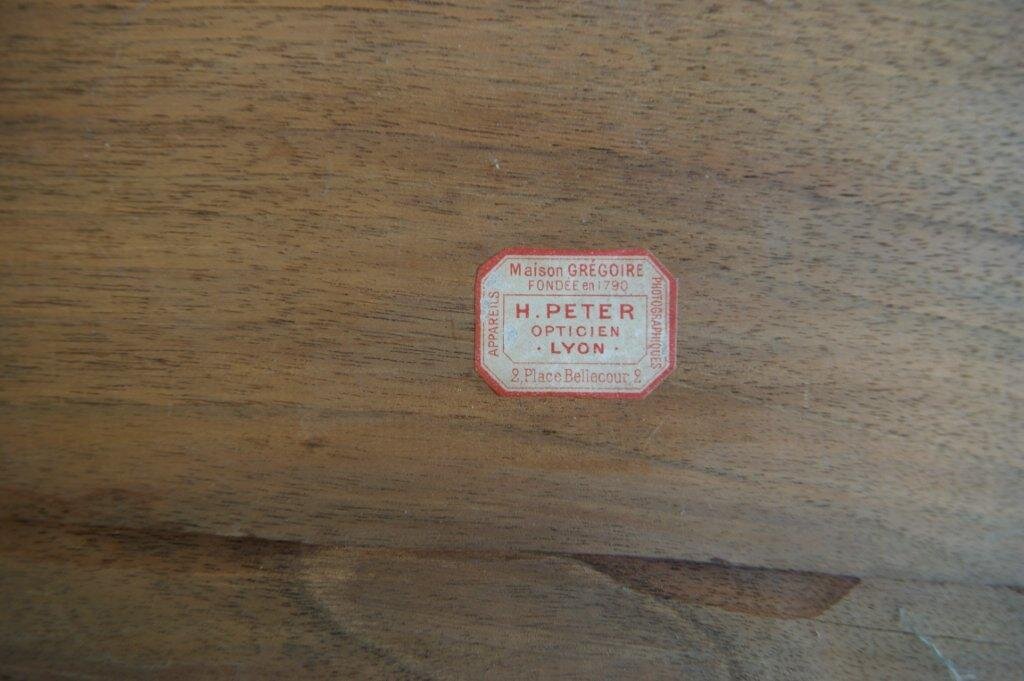 Maison GRÉGOIRE
FONDÉE en 1790
APPAREILS
PHOTOGRAPHIQUES
H. PETER
OPTICIEN
· LYON ·
2, Place Bellecour, 2